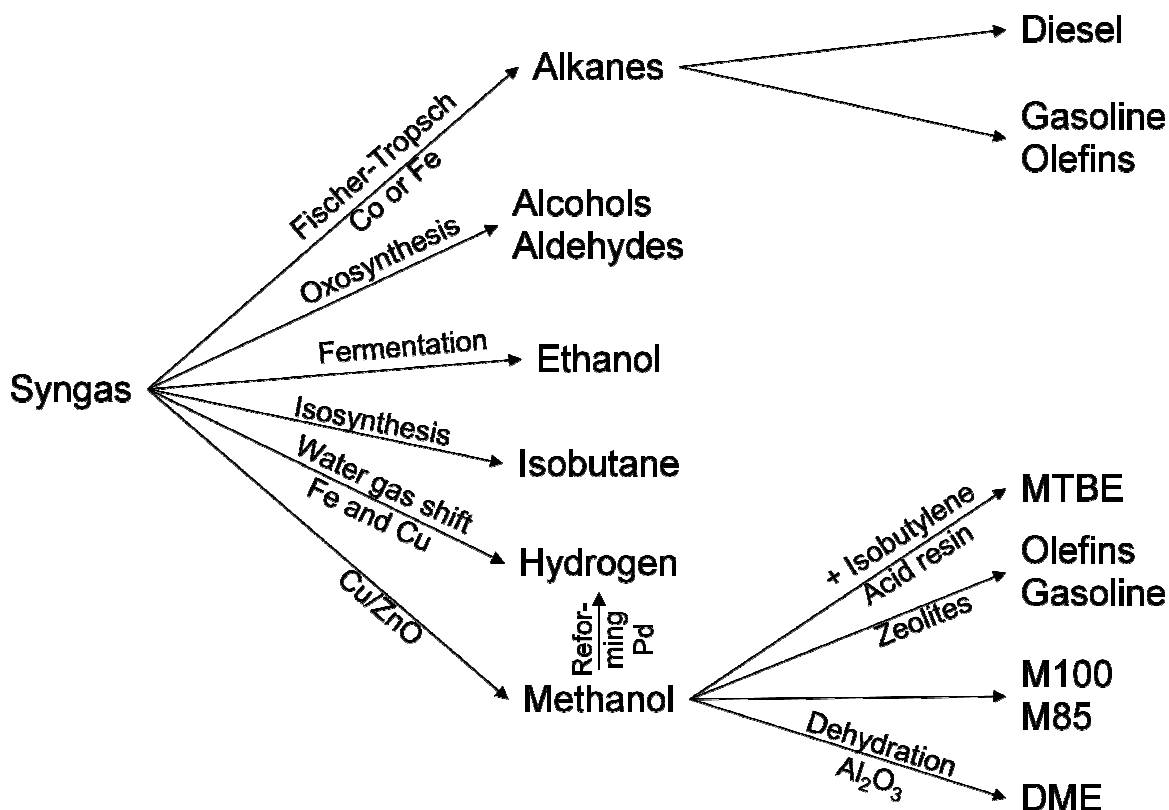 Diesel
Alkanes
Gasoline
Olefins
Fischer-Tropsch
Co or Fe
Alcohols
Aldehydes
Oxosynthesis
Fermentation
Ethanol
Syngas
Isosynthesis
Isobutane
Water gas shift
Fe and Cu
Hydrogen
Cu/ZnO
Refor-
ming
Pd
Methanol
+ Isobutylene
Acid resin
MTBE
Zeolites
Olefins
Gasoline
M100
M85
Dehydration
Al₂O₃
DME